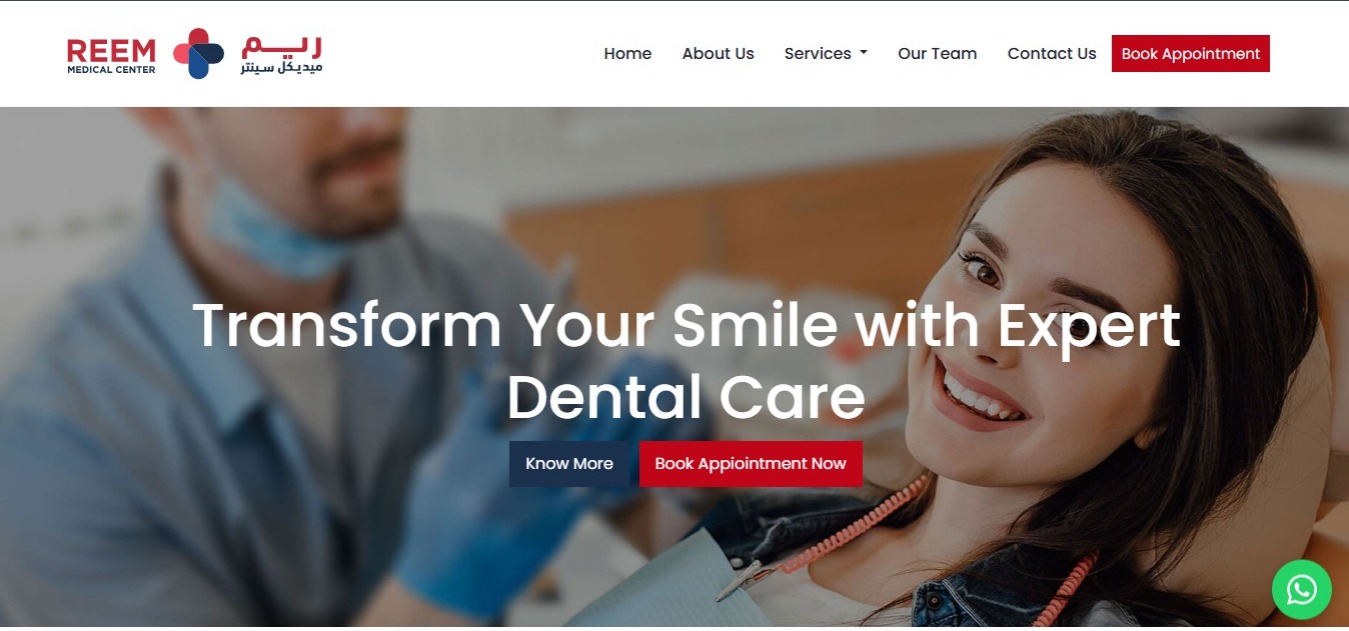 REEM
MEDICAL CENTER
ريم
ميديكل سينتر
Home About Us Services Our Team Contact Us Book Appointment
Transform Your Smile with Expert
Dental Care
Know More Book Appiointment Now